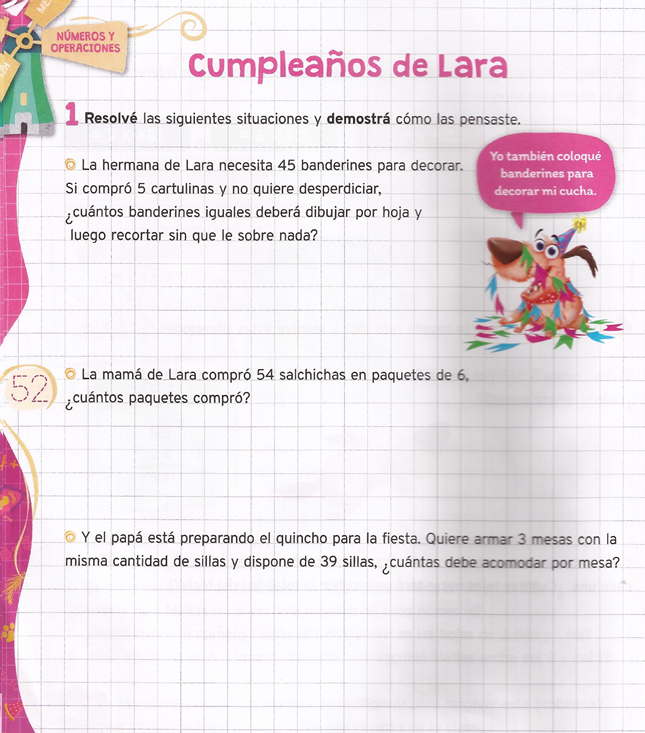 NÚMEROS Y
OPERACIONES
Cumpleaños de Lara
1 Resolvé las siguientes situaciones y demostrá cómo las pensaste.
La hermana de Lara necesita 45 banderines para decorar.
Si compró 5 cartulinas y no quiere desperdiciar,
¿cuántos banderines iguales deberá dibujar por hoja y
luego recortar sin que le sobre nada?
Yo también coloqué
banderines para
decorar mi cucha.
52
La mamá de Lara compró 54 salchichas en paquetes de 6,
¿cuántos paquetes compró?
Y el papá está preparando el quincho para la fiesta. Quiere armar 3 mesas con la
misma cantidad de sillas y dispone de 39 sillas, ¿cuántas debe acomodar por mesa?